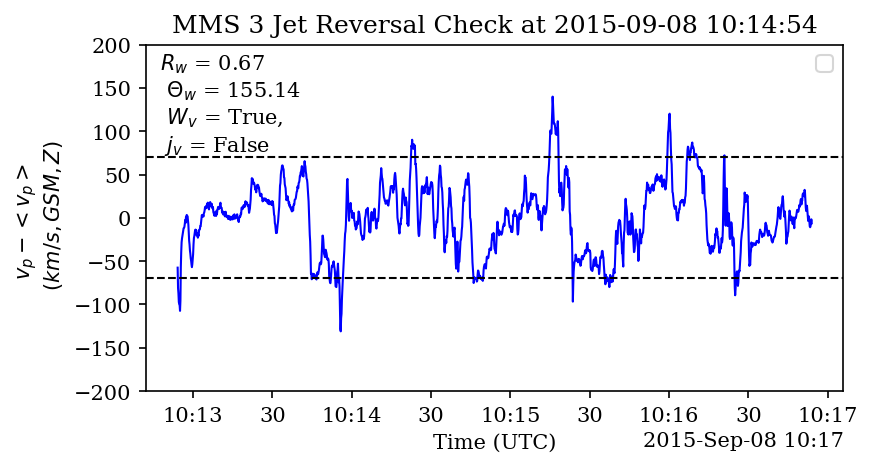 MMS 3 Jet Reversal Check at 2015-09-08 10:14:54
200
150
100
50
0
−50
−100
−150
−200
v_p − < v_p >
(km/s, GSM, Z)
R_w = 0.67
Θ_w = 155.14
W_v = True,
j_v = False
10:13 30 10:14 30 10:15 30 10:16 30 10:17
Time (UTC) 2015-Sep-08 10:17